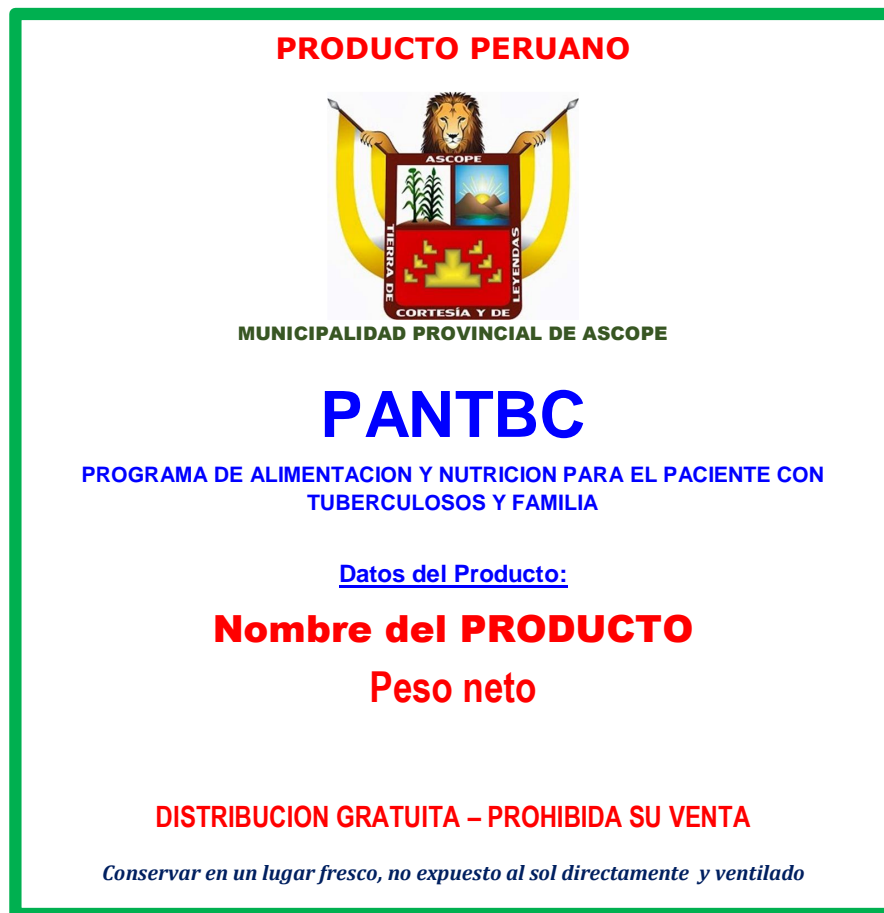 PRODUCTO PERUANO
ASCOPE
TIERRA DE
CORTESÍA Y DE
LEYENDAS
MUNICIPALIDAD PROVINCIAL DE ASCOPE
PANTBC
PROGRAMA DE ALIMENTACION Y NUTRICION PARA EL PACIENTE CON
TUBERCULOSOS Y FAMILIA
Datos del Producto:
Nombre del PRODUCTO
Peso neto
DISTRIBUCION GRATUITA – PROHIBIDA SU VENTA
Conservar en un lugar fresco, no expuesto al sol directamente y ventilado